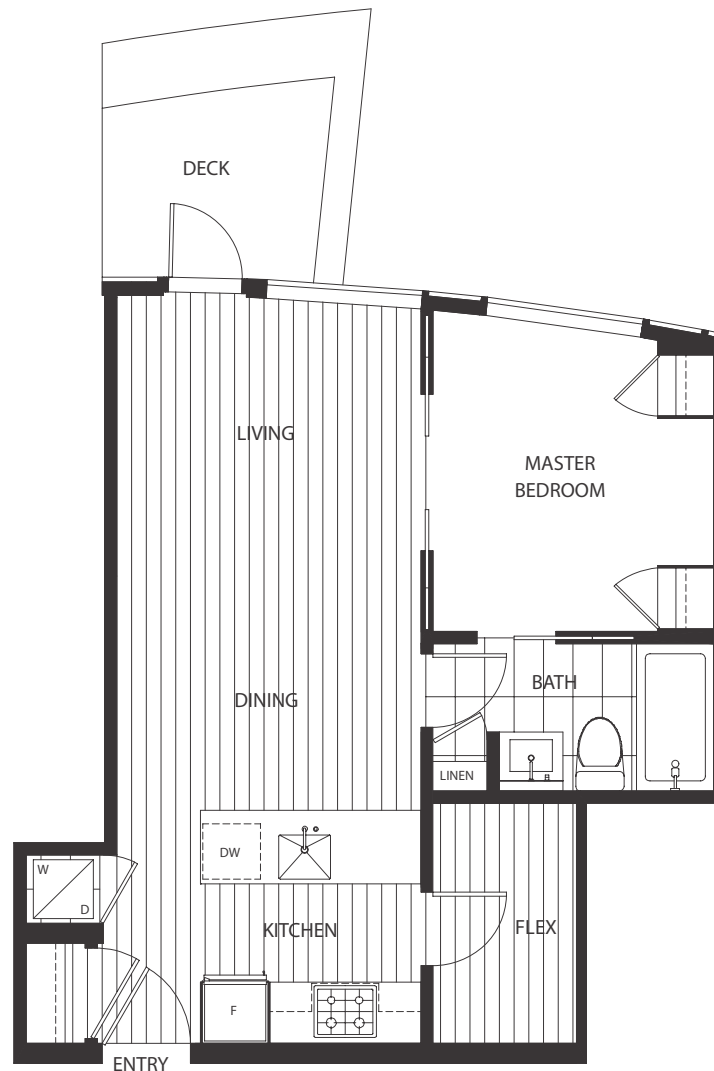 DECK
LIVING
MASTER
BEDROOM
BATH
DINING
LINEN
DW
W
D
KITCHEN
FLEX
F
ENTRY